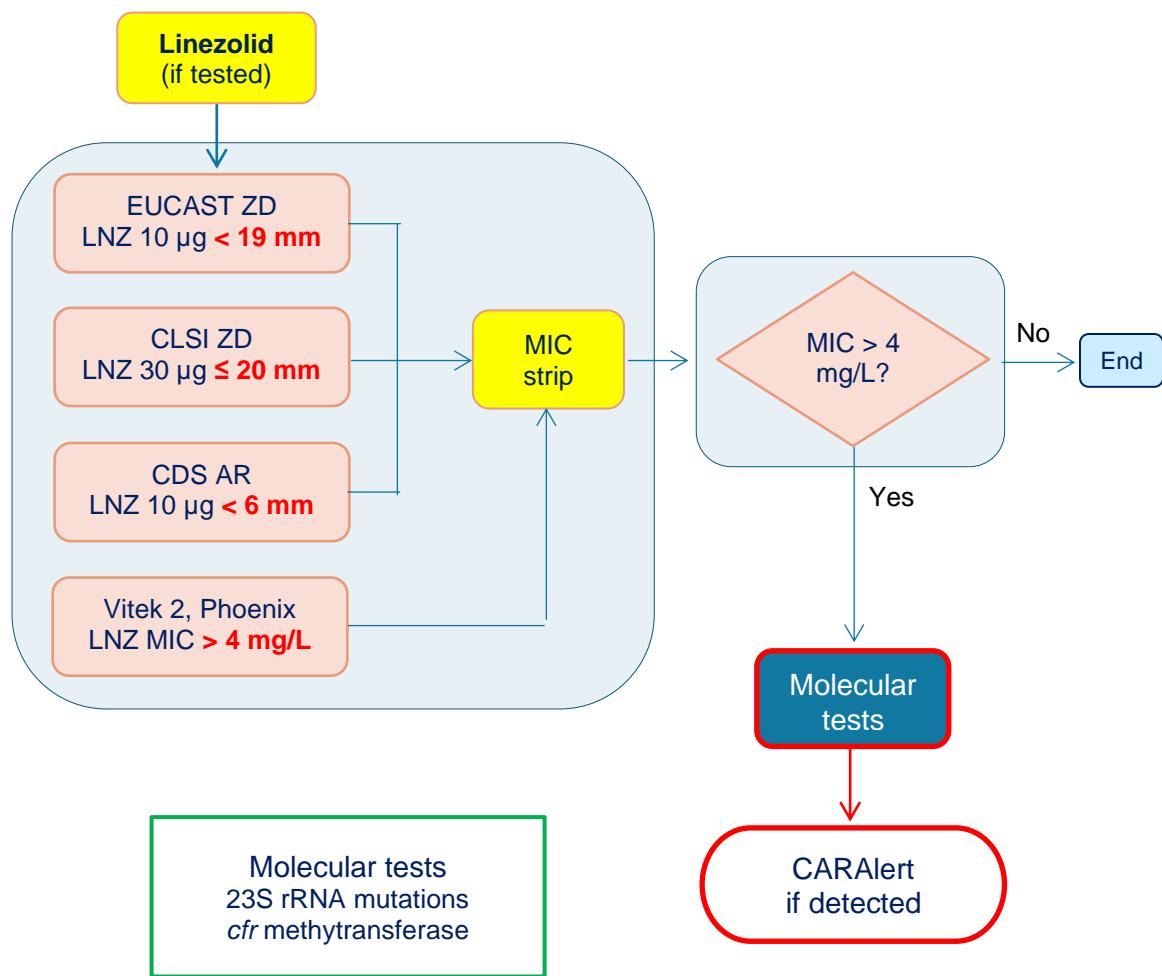 Linezolid
(if tested)
EUCAST ZD
LNZ 10 µg < 19 mm
CLSI ZD
LNZ 30 µg ≤ 20 mm
CDS AR
LNZ 10 µg < 6 mm
Vitek 2, Phoenix
LNZ MIC > 4 mg/L
MIC
strip
MIC > 4
mg/L?
No
End
Yes
Molecular
tests
CARAlert
if detected
Molecular tests
23S rRNA mutations
cfr methytransferase